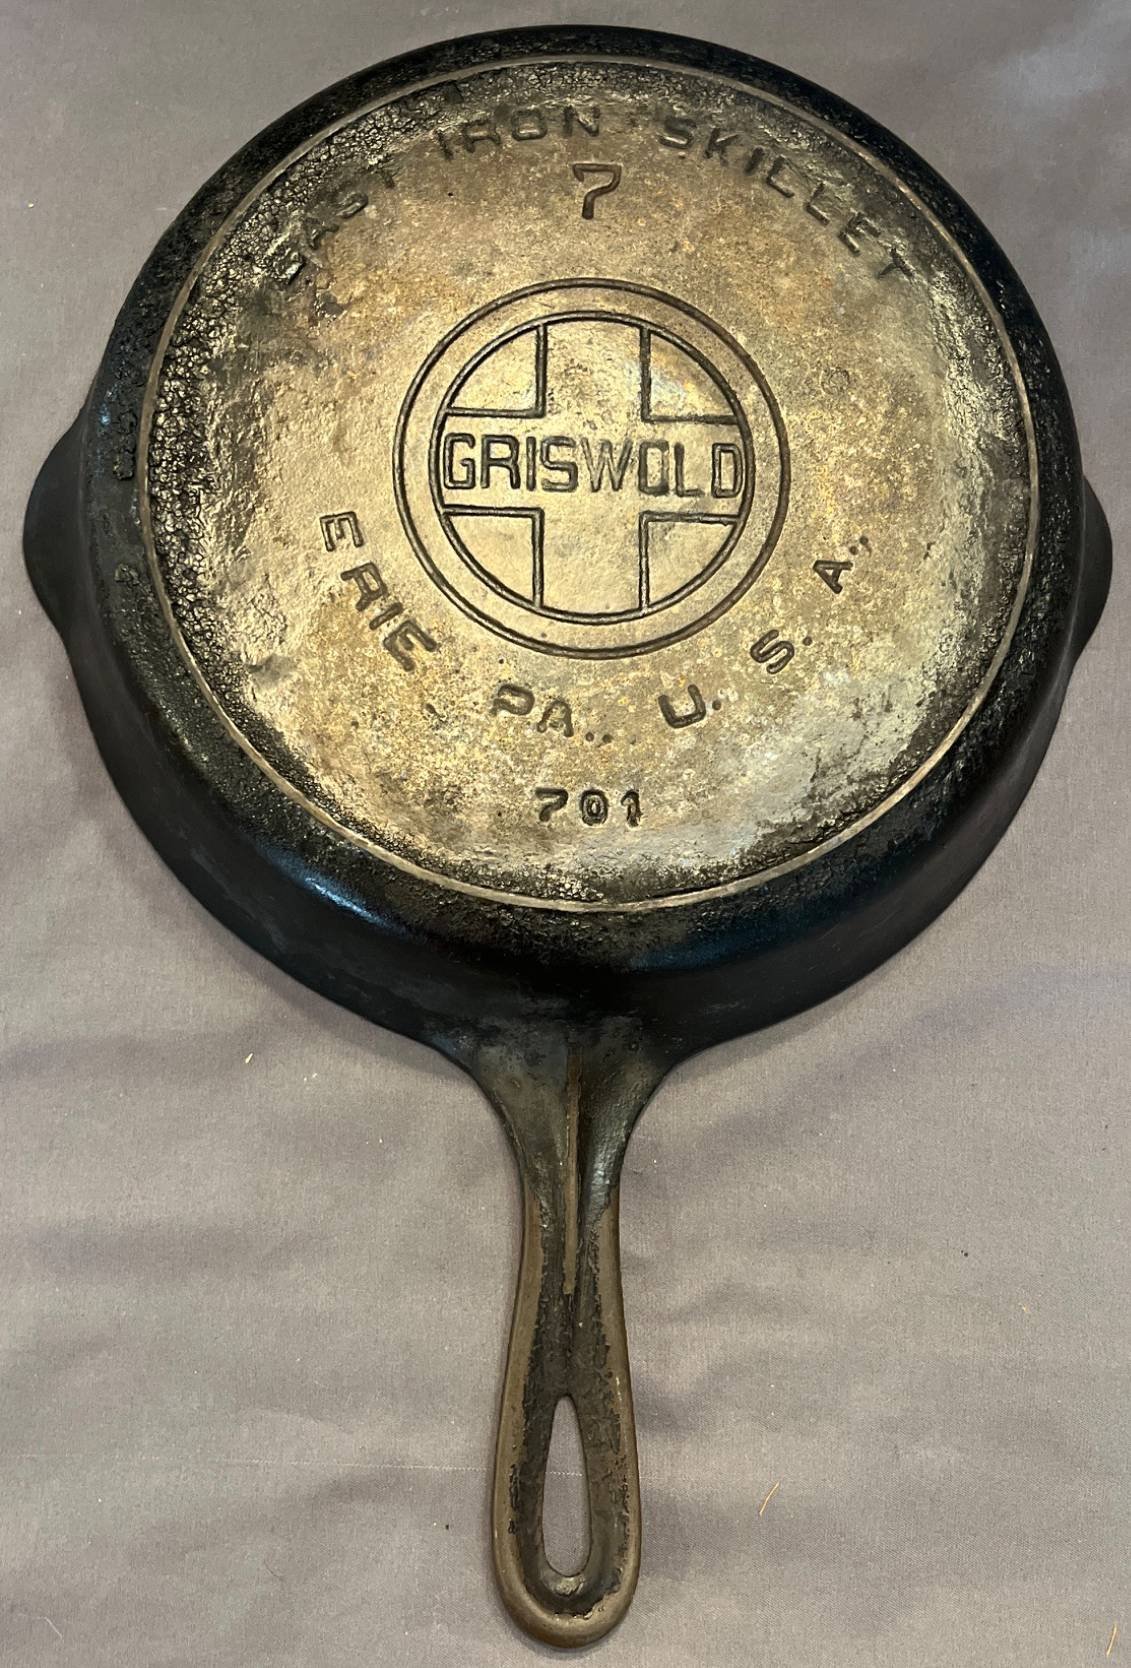 CAST IRON SKILLET
7
GRISWOLD
ERIE PA., U. S. A.,
701